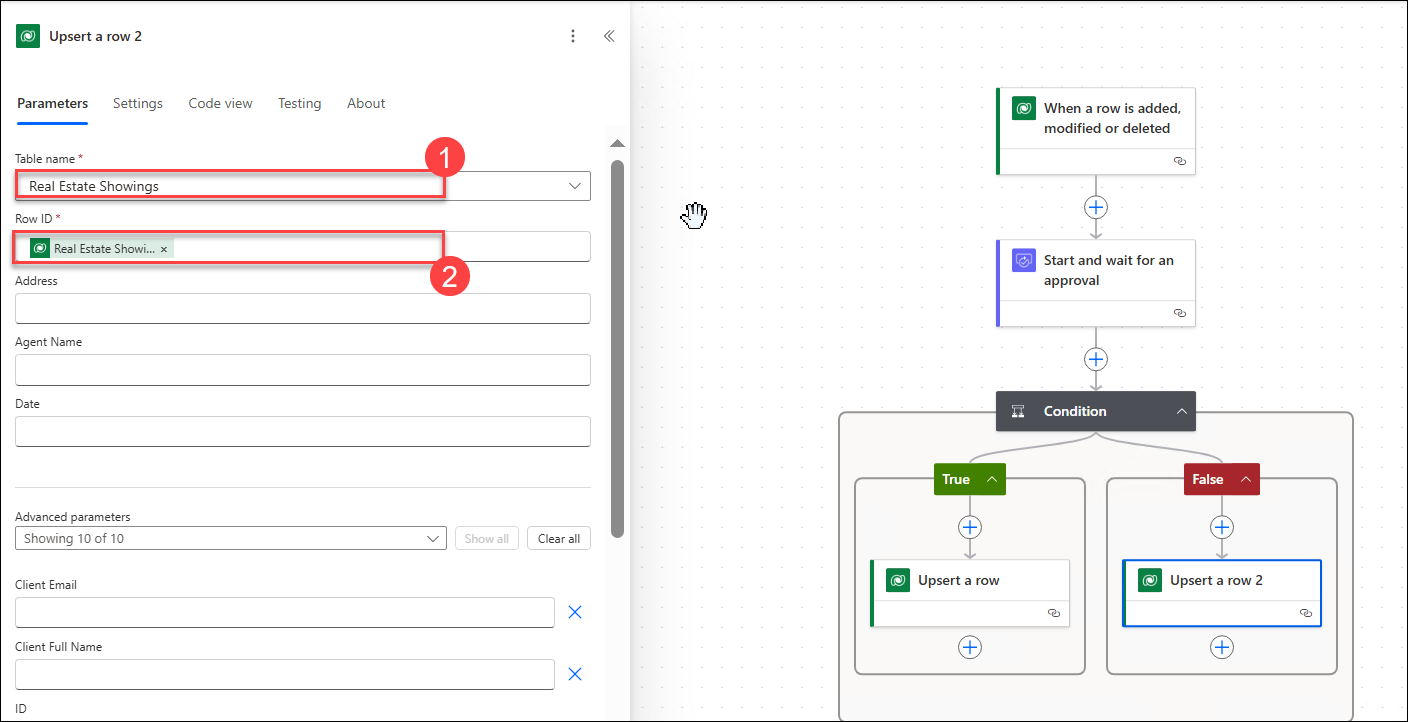 Upsert a row 2
Parameters
Settings
Code view
Testing
About
Table name *
1
Real Estate Showings
Row ID *
Real Estate Showi... ×
2
Address
Agent Name
Date
Advanced parameters
Showing 10 of 10
Show all
Clear all
Client Email
Client Full Name
ID
When a row is added,
modified or deleted
Start and wait for an
approval
Condition
True
False
Upsert a row
Upsert a row 2